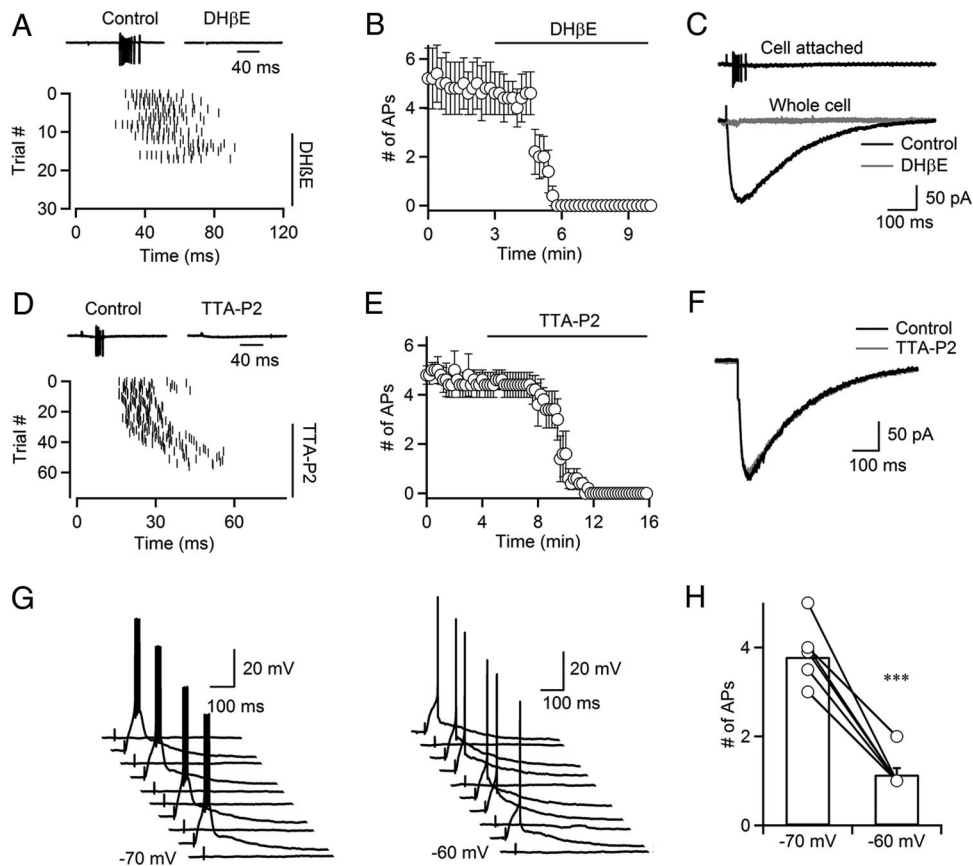 A
Control
DHβE
40 ms
0
10
20
30
Trial #
DHβE
0
40
80
120
Time (ms)
B
DHβE
6
4
2
0
# of APs
0
3
6
9
Time (min)
C
Cell attached
Whole cell
Control
DHβE
50 pA
100 ms
D
Control
TTA-P2
40 ms
0
20
40
60
Trial #
TTA-P2
0
30
60
Time (ms)
E
TTA-P2
6
4
2
0
# of APs
0
4
8
12
16
Time (min)
F
Control
TTA-P2
50 pA
100 ms
G
20 mV
100 ms
-70 mV
20 mV
100 ms
-60 mV
H
4
2
0
# of APs
***
-70 mV
-60 mV